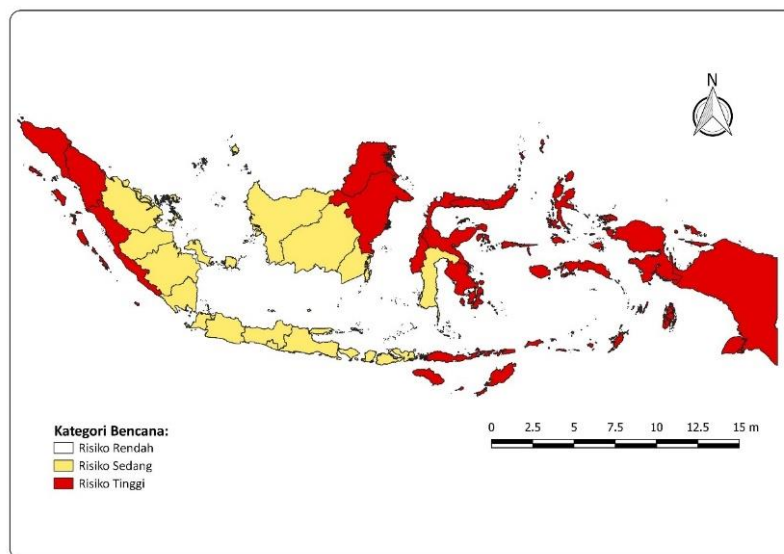 N
Kategori Bencana:
Risiko Rendah
Risiko Sedang
Risiko Tinggi
0 2.5 5 7.5 10 12.5 15 m